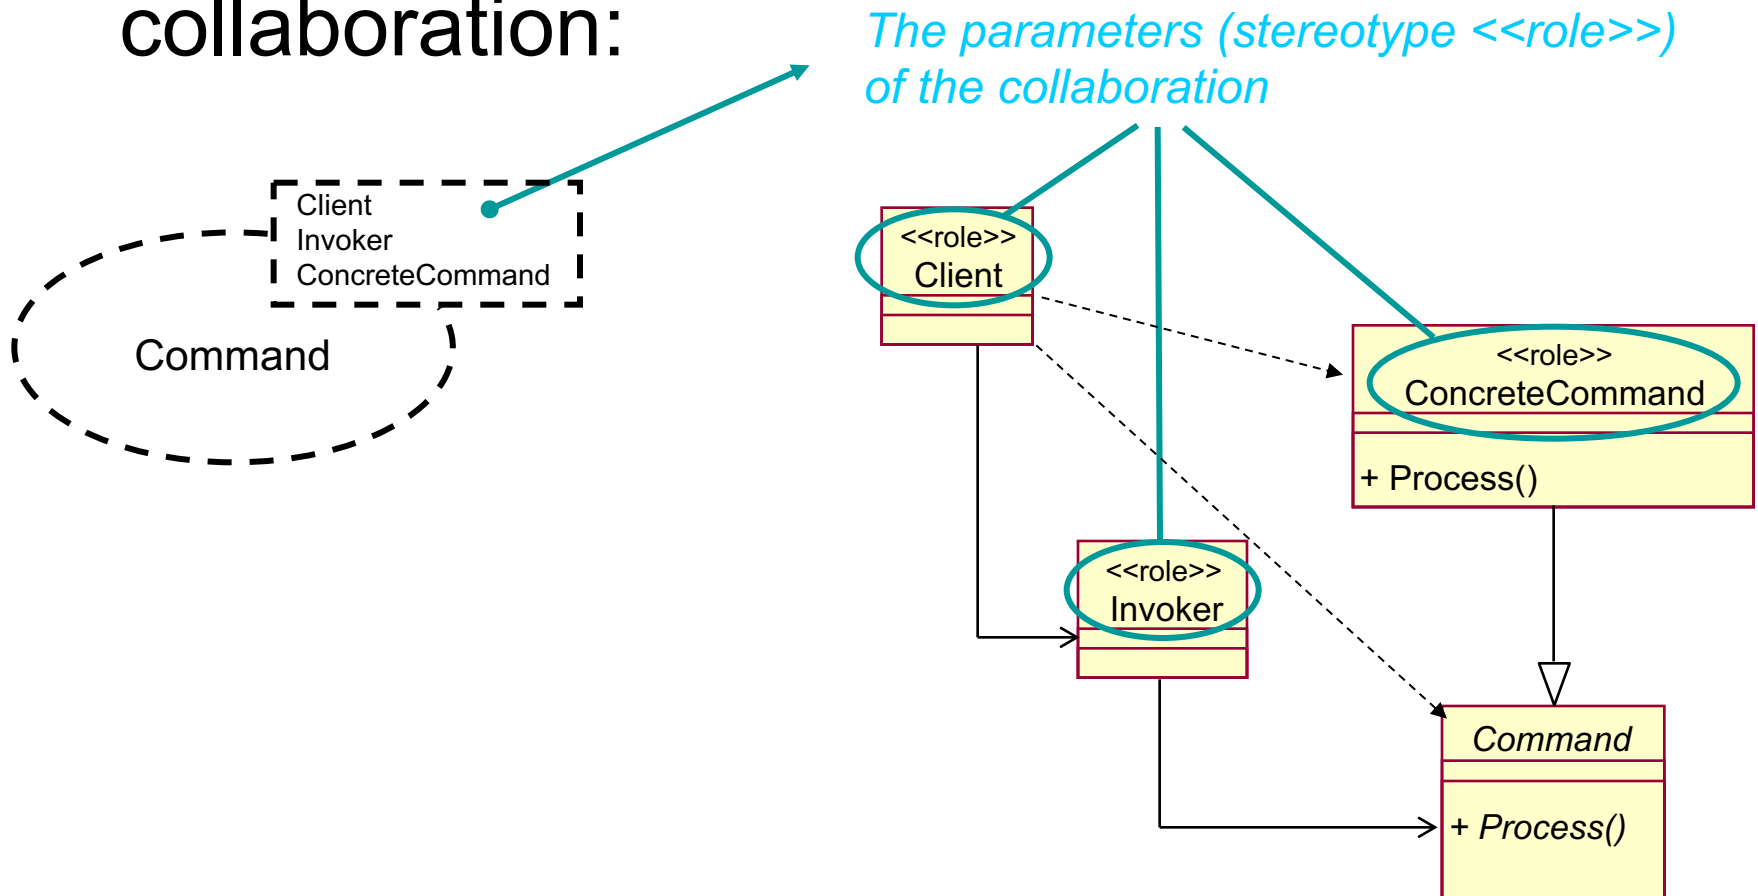 collaboration:
The parameters (stereotype <<role>>)
of the collaboration
Client
Invoker
ConcreteCommand
Command
<<role>>
Client
<<role>>
ConcreteCommand
+ Process()
<<role>>
Invoker
Command
+ Process()